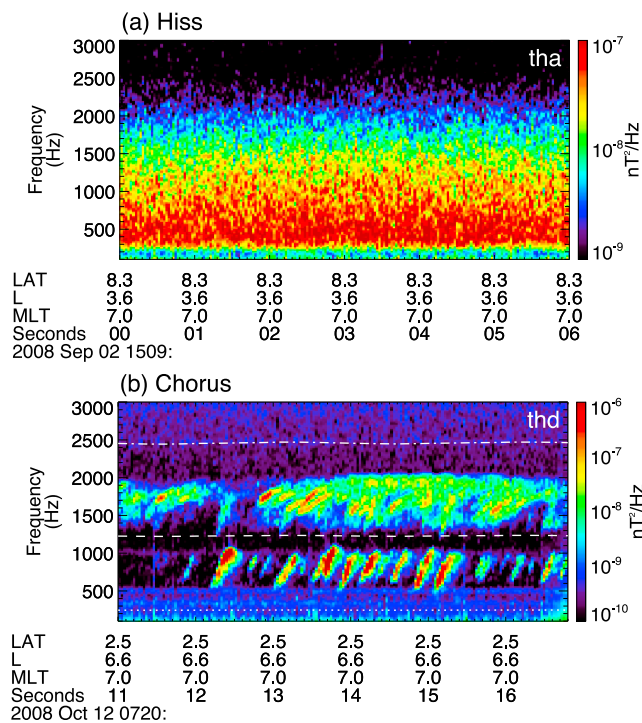 (a) Hiss
tha
3000
2500
2000
1500
1000
500
Frequency
(Hz)
10⁻⁷
10⁻⁸
10⁻⁹
nT²/Hz
LAT 8.3 8.3 8.3 8.3 8.3 8.3 8.3
L 3.6 3.6 3.6 3.6 3.6 3.6 3.6
MLT 7.0 7.0 7.0 7.0 7.0 7.0 7.0
Seconds 00 01 02 03 04 05 06
2008 Sep 02 1509:
(b) Chorus
thd
3000
2500
2000
1500
1000
500
Frequency
(Hz)
10⁻⁶
10⁻⁷
10⁻⁸
10⁻⁹
10⁻¹⁰
nT²/Hz
LAT 2.5 2.5 2.5 2.5 2.5 2.5
L 6.6 6.6 6.6 6.6 6.6 6.6
MLT 7.0 7.0 7.0 7.0 7.0 7.0
Seconds 11 12 13 14 15 16
2008 Oct 12 0720: